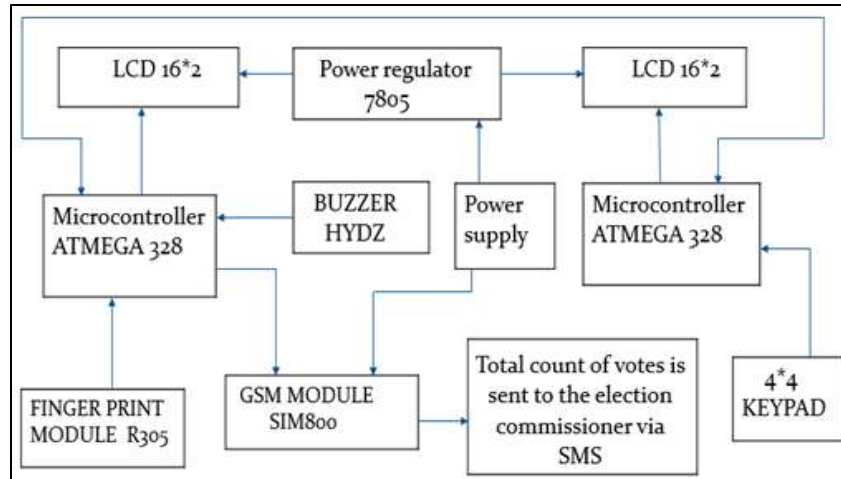 LCD 16*2
Power regulator
7805
LCD 16*2
Microcontroller
ATMEGA 328
BUZZER
HYDZ
Power
supply
Microcontroller
ATMEGA 328
FINGER PRINT
MODULE R305
GSM MODULE
SIM800
Total count of votes is
sent to the election
commissioner via
SMS
4*4
KEYPAD